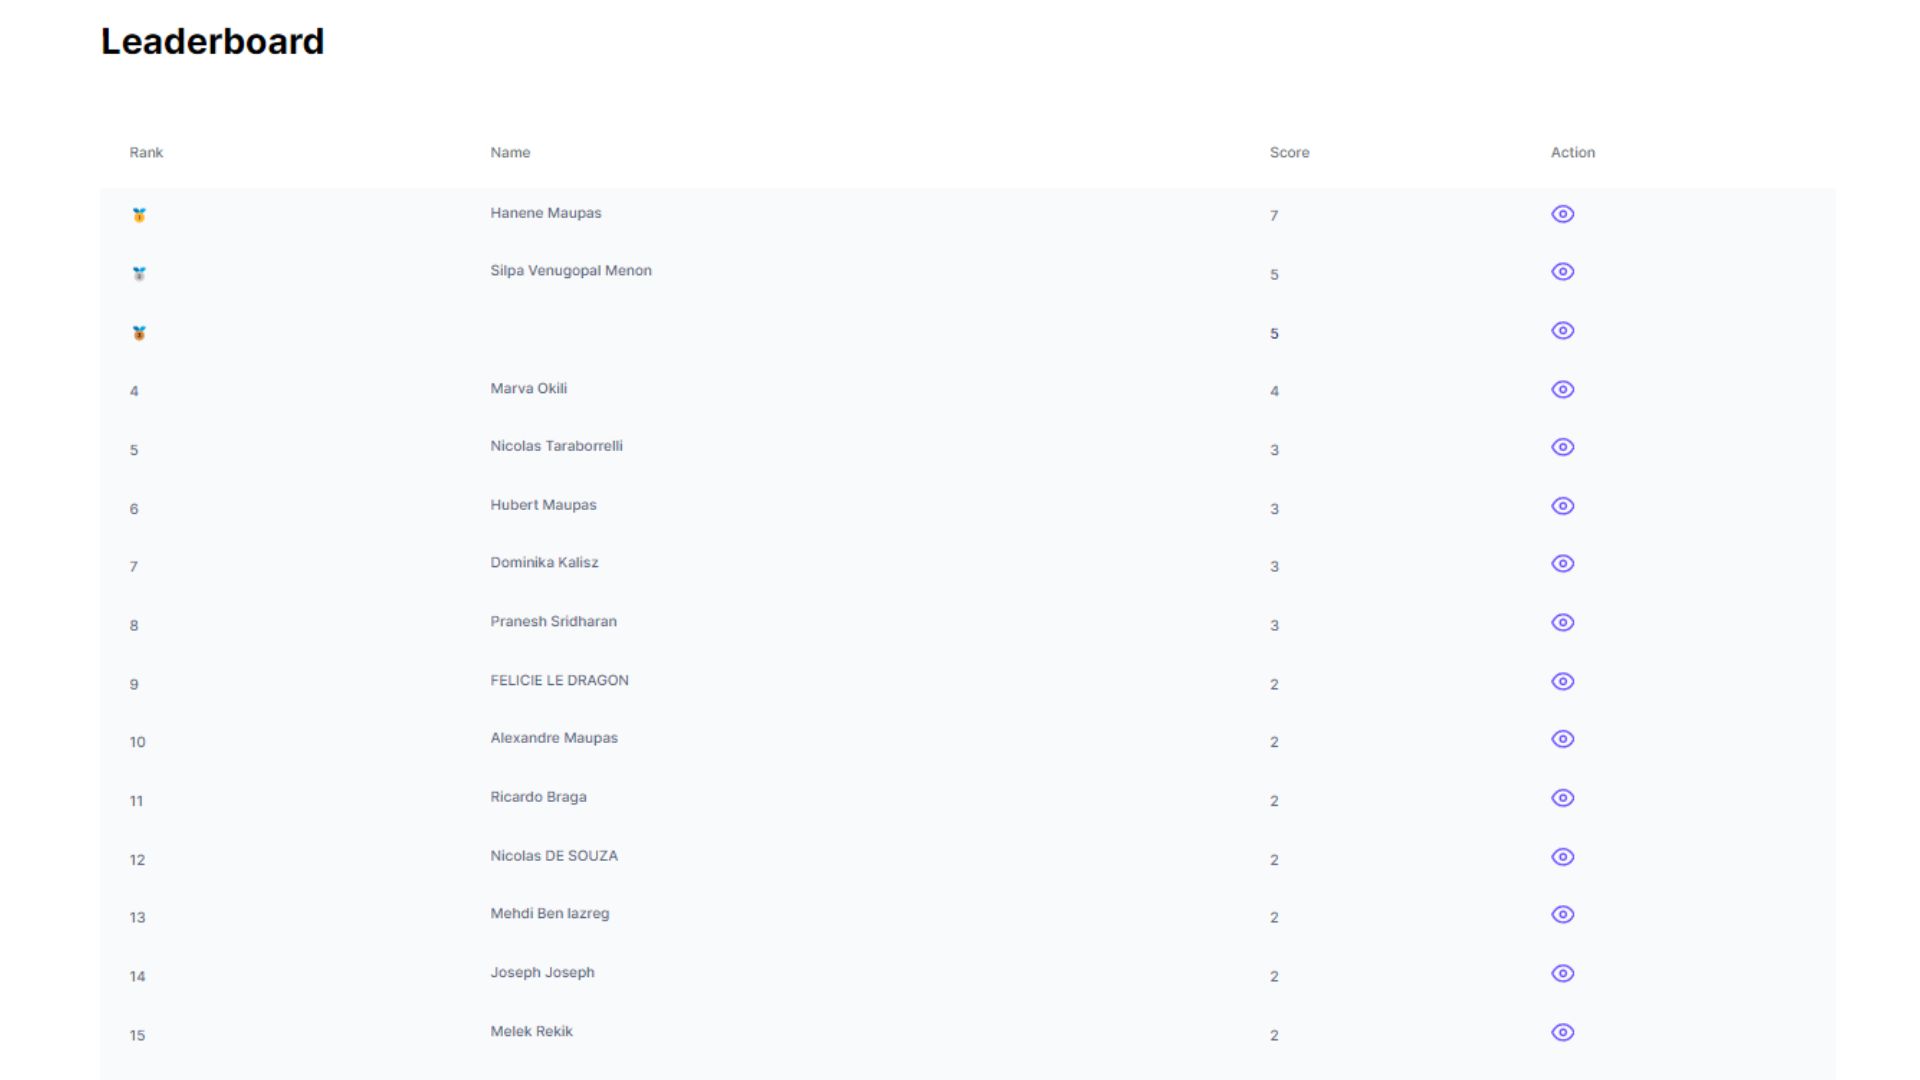 Leaderboard
Rank Name Score Action
🥇 Hanene Maupas 7
🥈 Silpa Venugopal Menon 5
🥉 5
4 Marva Okili 4
5 Nicolas Taraborrelli 3
6 Hubert Maupas 3
7 Dominika Kalisz 3
8 Pranesh Sridharan 3
9 FELICIE LE DRAGON 2
10 Alexandre Maupas 2
11 Ricardo Braga 2
12 Nicolas DE SOUZA 2
13 Mehdi Ben lazreg 2
14 Joseph Joseph 2
15 Melek Rekik 2